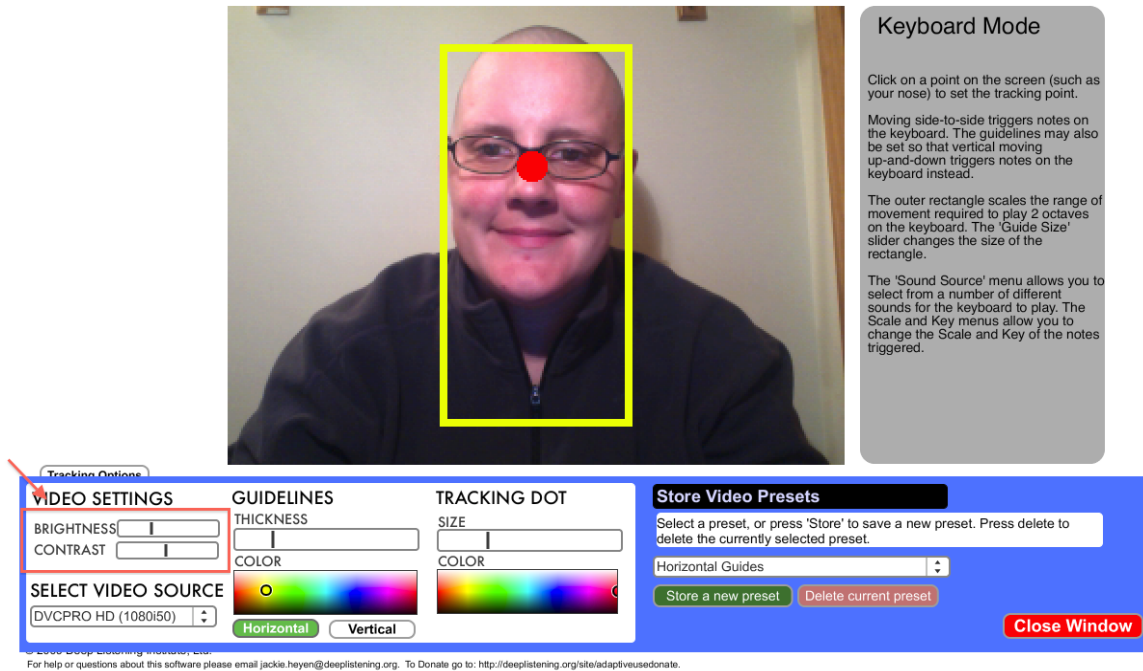 Keyboard Mode
Click on a point on the screen (such as
your nose) to set the tracking point.
Moving side-to-side triggers notes on
the keyboard. The guidelines may also
be set so that vertical moving
up-and-down triggers notes on the
keyboard instead.
The outer rectangle scales the range of
movement required to play 2 octaves
on the keyboard. The 'Guide Size'
slider changes the size of the
rectangle.
The 'Sound Source' menu allows you to
select from a number of different
sounds for the keyboard to play. The
Scale and Key menus allow you to
change the Scale and Key of the notes
triggered.
Tracking Options
VIDEO SETTINGS
BRIGHTNESS
CONTRAST
SELECT VIDEO SOURCE
DVCPRO HD (1080i50)
GUIDELINES
THICKNESS
COLOR
Horizontal Vertical
TRACKING DOT
SIZE
COLOR
Store Video Presets
Select a preset, or press 'Store' to save a new preset. Press delete to
delete the currently selected preset.
Horizontal Guides
Store a new preset Delete current preset
Close Window
© 2009 Deep Listening Institute, Ltd.
For help or questions about this software please email jackie.heyen@deeplistening.org. To Donate go to: http://deeplistening.org/site/adaptiveusedonate.